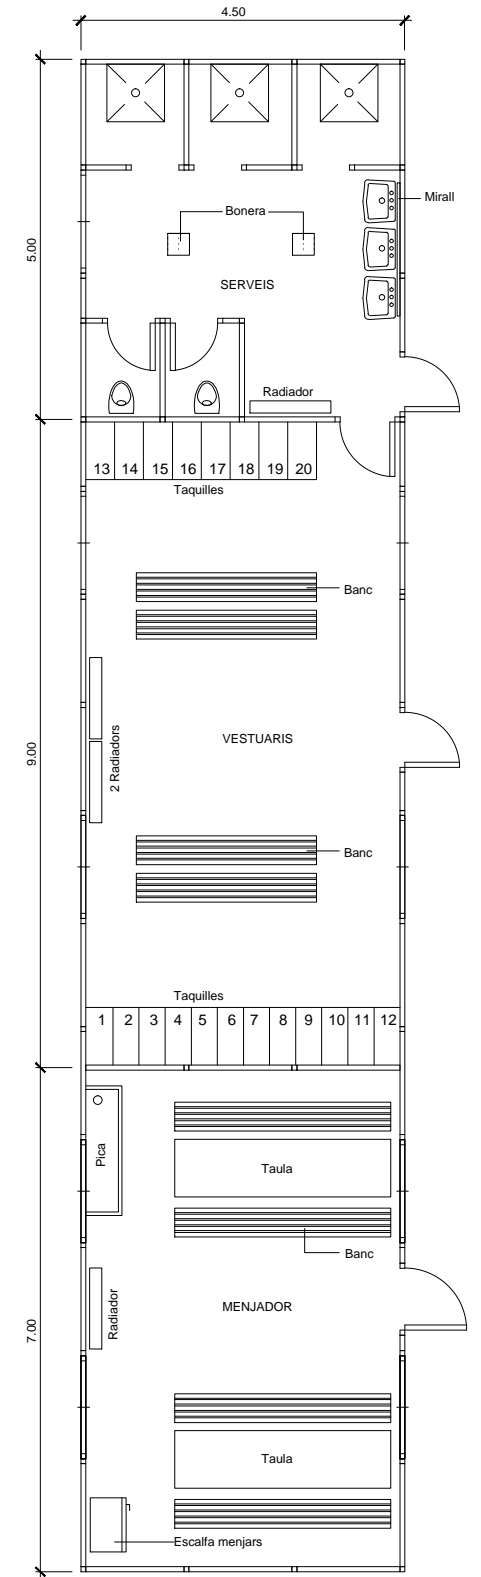 4.50
5.00
Bonera
Mirall
SERVEIS
Radiador
13 14 15 16 17 18 19 20
Taquilles
Banc
9.00
2 Radiadors
VESTUARIS
Banc
Taquilles
1 2 3 4 5 6 7 8 9 10 11 12
Pica
Taula
Banc
7.00
Radiador
MENJADOR
Taula
Escalfa menjars